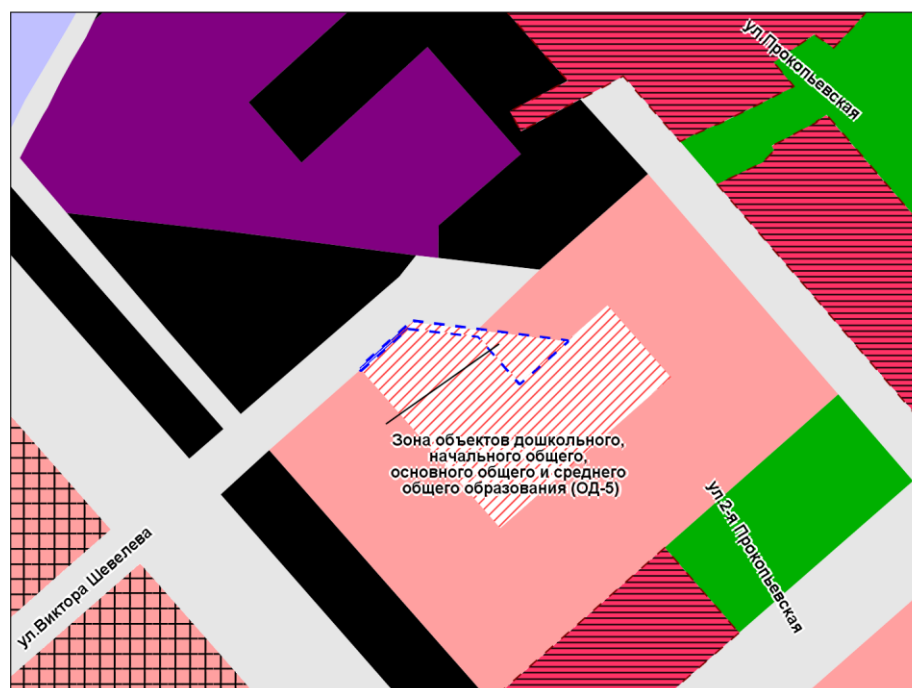 ул.Прокопьевская
Зона объектов дошкольного,
начального общего,
основного общего и среднего
общего образования (ОД-5)
ул 2-я Прокопьевская
ул.Виктора Шевелева